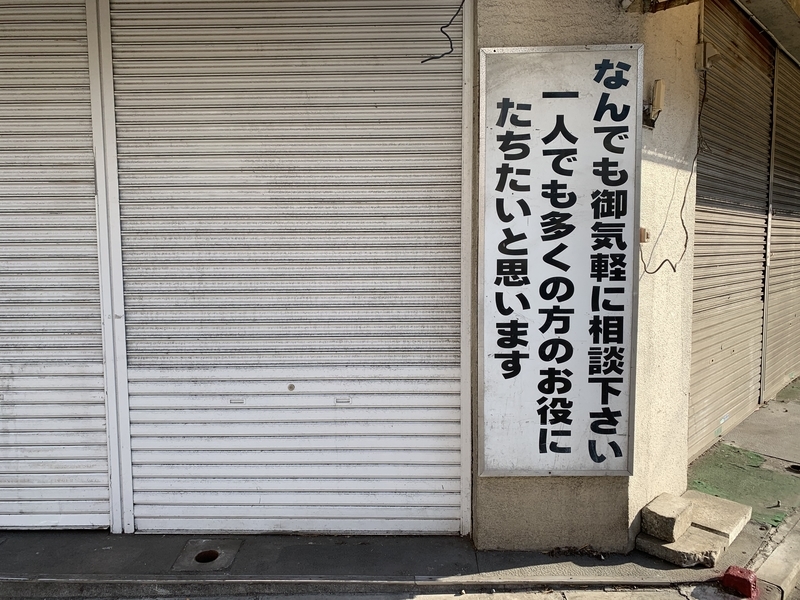 なんでも御気軽に相談下さい
一人でも多くの方のお役に
たちたいと思います